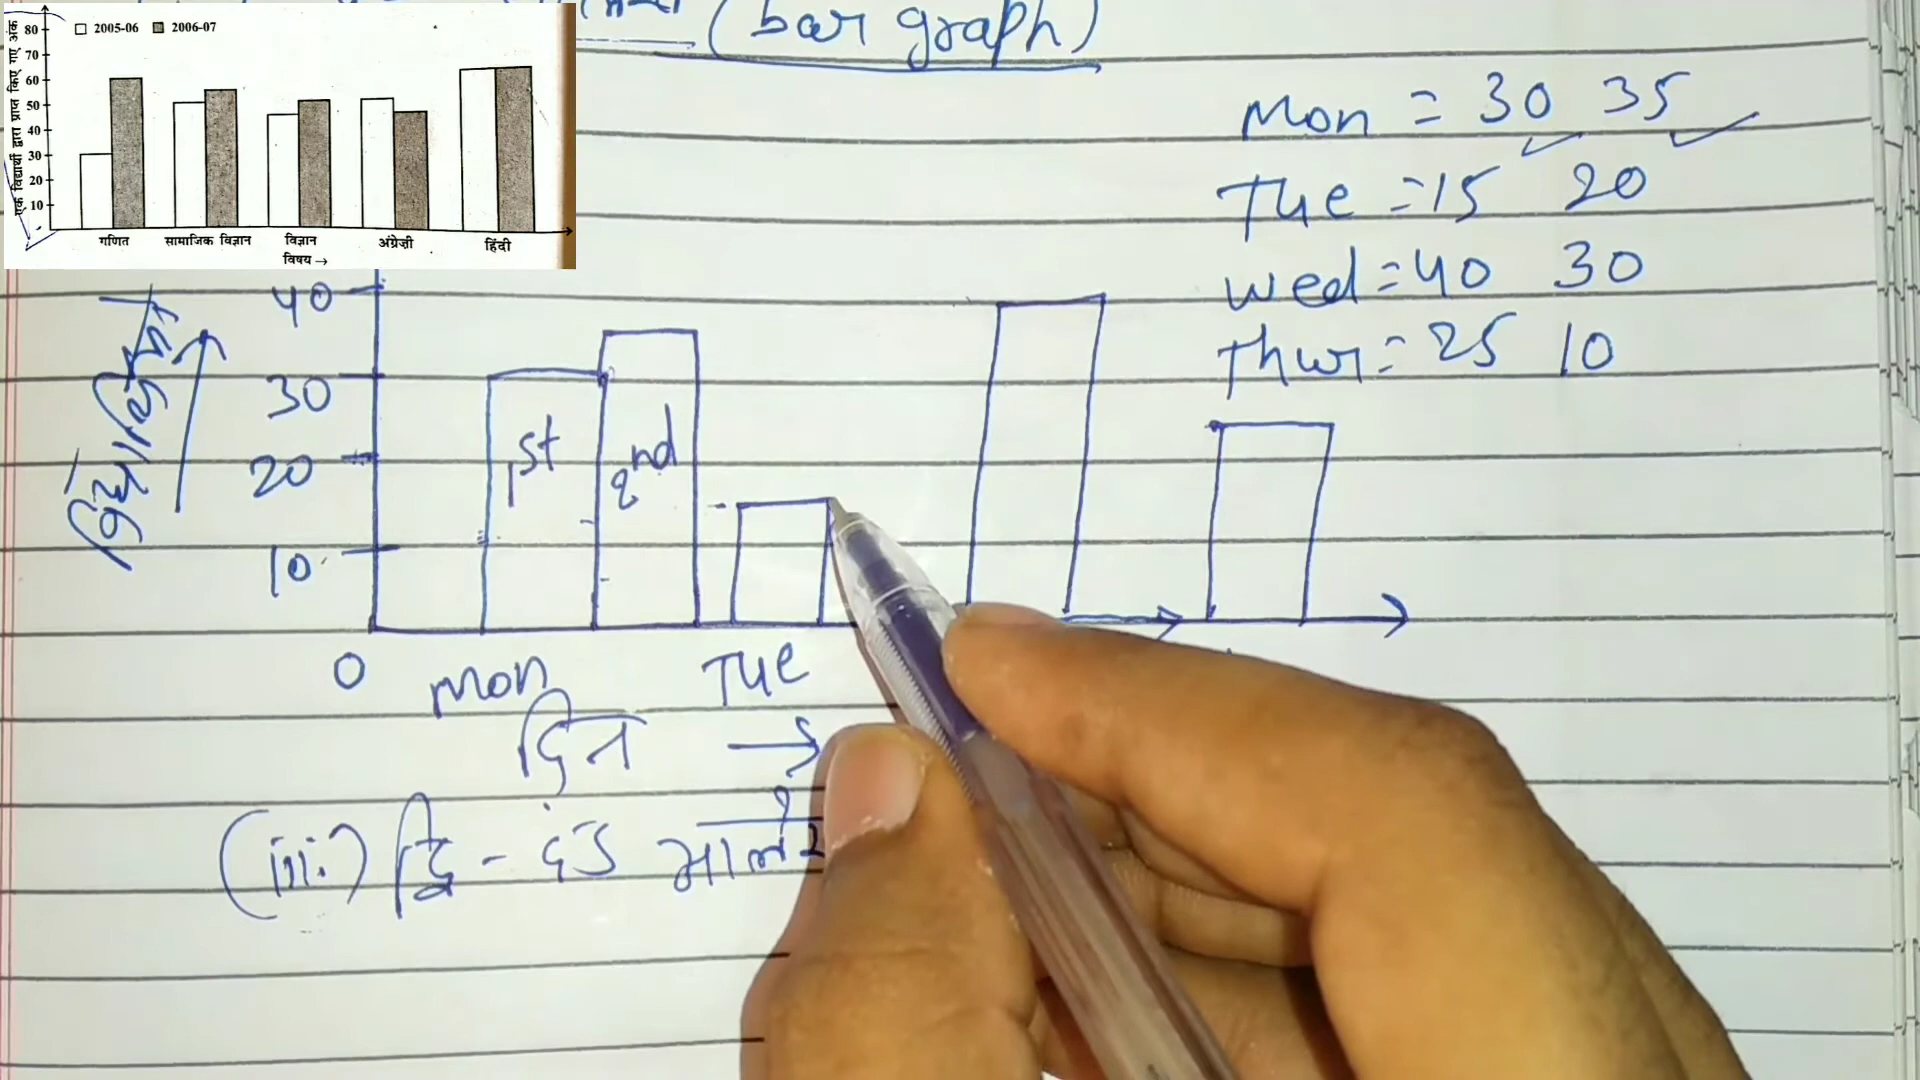 (bar graph)
80 2005-06 2006-07
70
60
50
40
30
20
10
एक विद्यार्थी द्वारा प्राप्त किए गए अंक
गणित सामाजिक विज्ञान विज्ञान अंग्रेज़ी हिंदी
विषय →
Mon = 30 35
Tue = 15 20
Wed = 40 30
Thur = 25 10
40
30
20
10
0
1st 2nd
Mon Tue
दिन →
(iii) द्वि - दंड